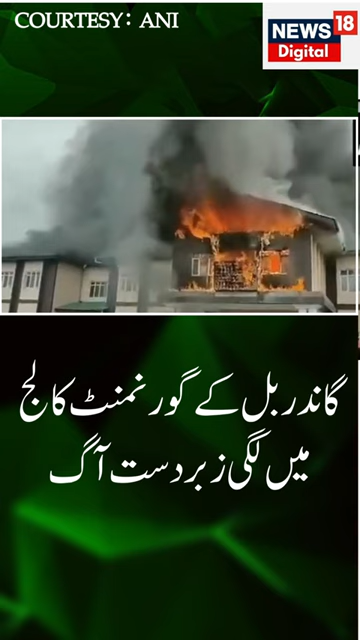 COURTESY: ANI
NEWS 18
Digital
گاندربل کے گورنمنٹ کالج
میں لگی زبردست آگ